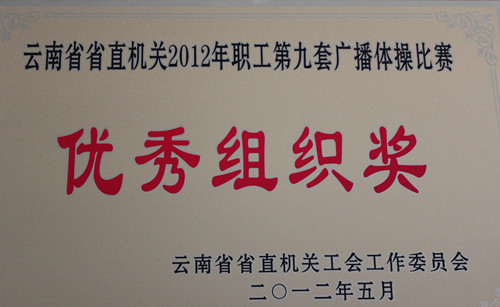 云南省省直机关2012年职工第九套广播体操比赛
优秀组织奖
云南省省直机关工会工作委员会
二〇一二年五月